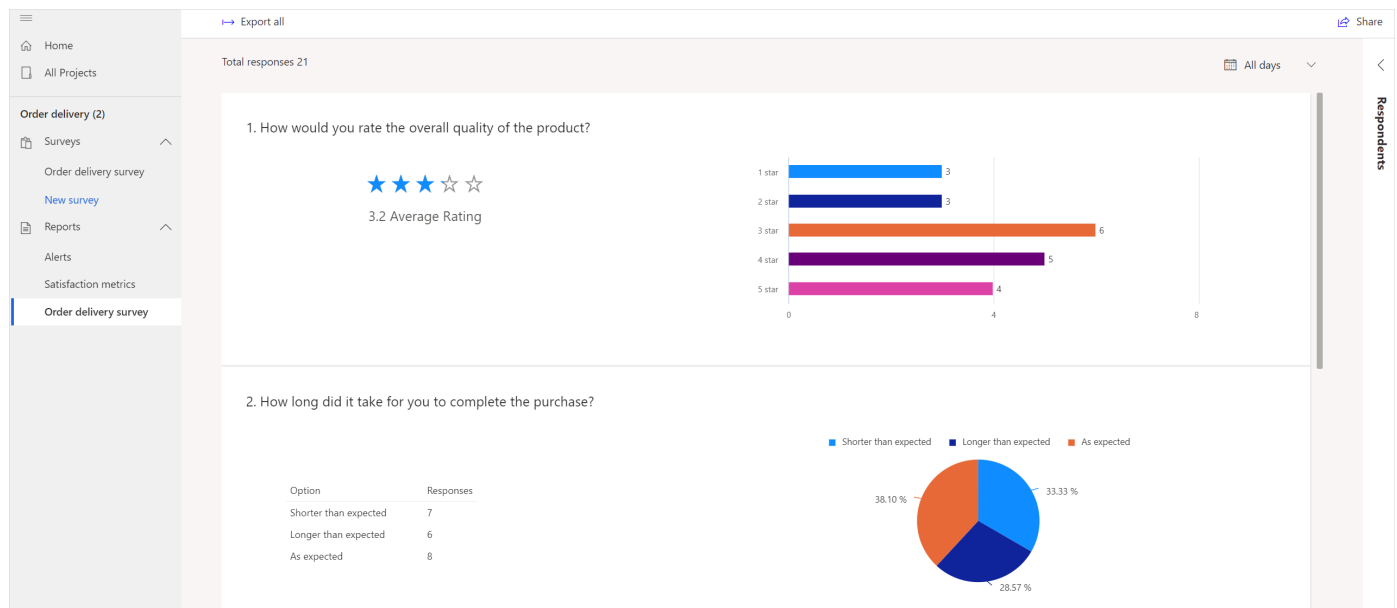 Export all
Share
Home
All Projects
Order delivery (2)
Surveys
Order delivery survey
New survey
Reports
Alerts
Satisfaction metrics
Order delivery survey
Total responses 21
All days
Respondents
1. How would you rate the overall quality of the product?
3.2 Average Rating
1 star 3
2 star 3
3 star 6
4 star 5
5 star 4
0 4 8
2. How long did it take for you to complete the purchase?
Option Responses
Shorter than expected 7
Longer than expected 6
As expected 8
Shorter than expected Longer than expected As expected
38.10 % 33.33 %
28.57 %